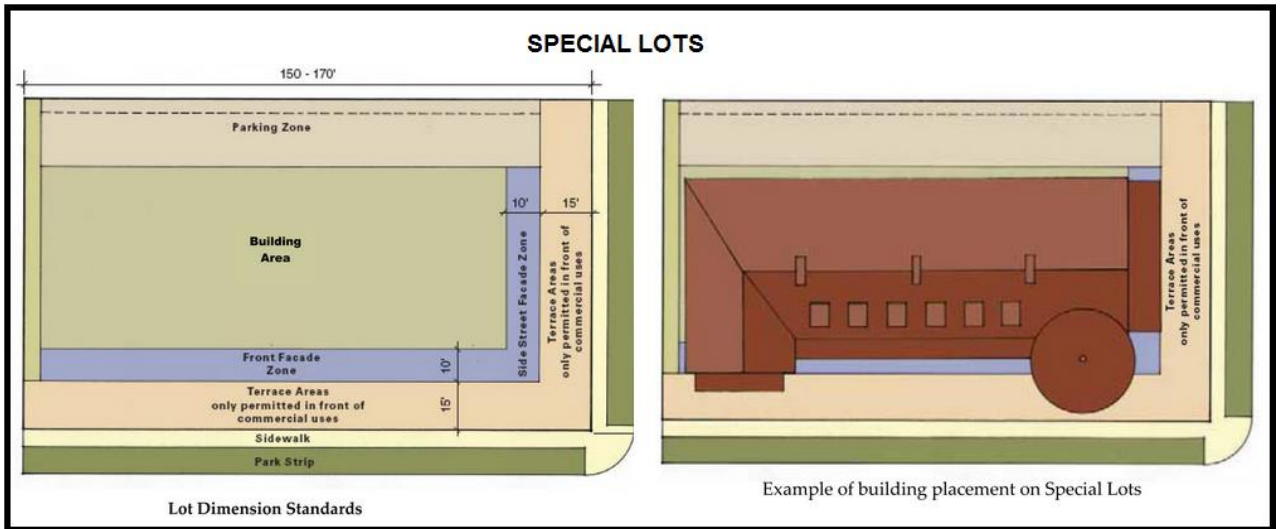 SPECIAL LOTS
150 - 170'
Parking Zone
Building
Area
10'
15'
Side Street Facade Zone
Terrace Areas
only permitted in front of
commercial uses
Front Facade
Zone
10'
Terrace Areas
only permitted in front of
commercial uses
15'
Sidewalk
Park Strip
Lot Dimension Standards
Terrace Areas
only permitted in front of
commercial uses
Example of building placement on Special Lots